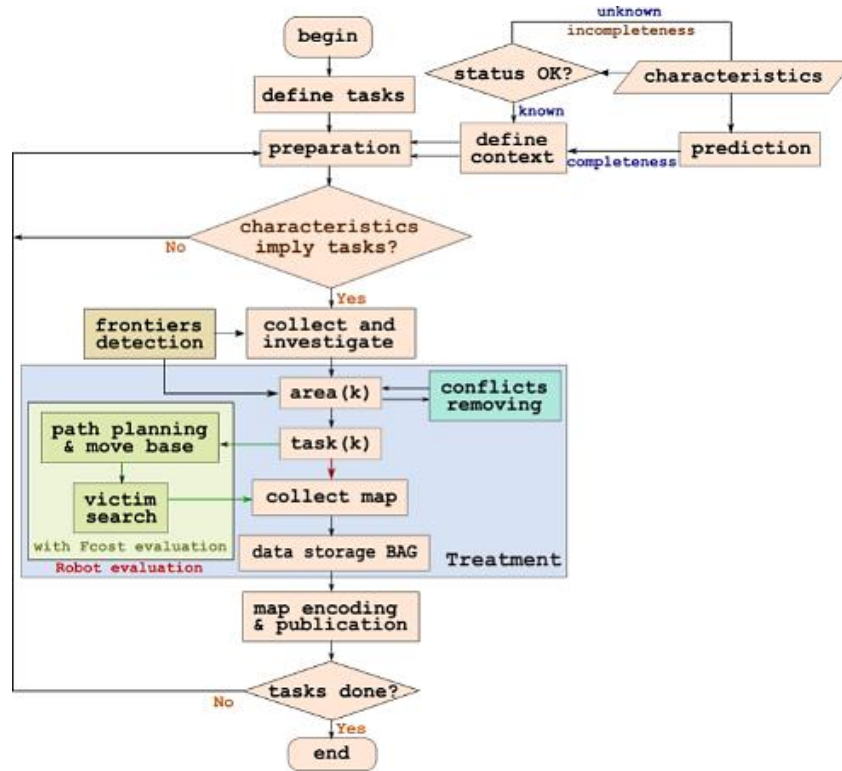 begin
unknown
incompleteness
status OK?
characteristics
define tasks
known
preparation
define
context
completeness
prediction
characteristics
imply tasks?
No
Yes
frontiers
detection
collect and
investigate
area(k)
conflicts
removing
path planning
& move base
task(k)
victim
search
collect map
with Fcost evaluation
data storage BAG
Treatment
Robot evaluation
map encoding
& publication
tasks done?
No
Yes
end